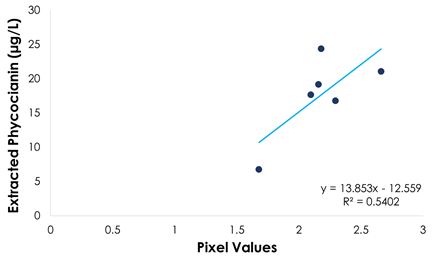 Extracted Phycocianin (µg/L)
30
25
20
15
10
5
0
y = 13.853x - 12.559
R² = 0.5402
0 0.5 1 1.5 2 2.5 3
Pixel Values